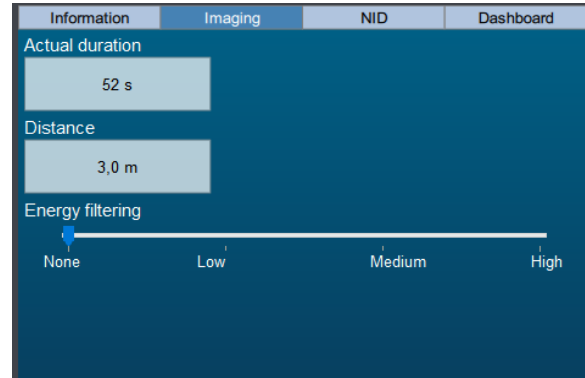 Information Imaging NID Dashboard
Actual duration
52 s
Distance
3,0 m
Energy filtering
None Low Medium High